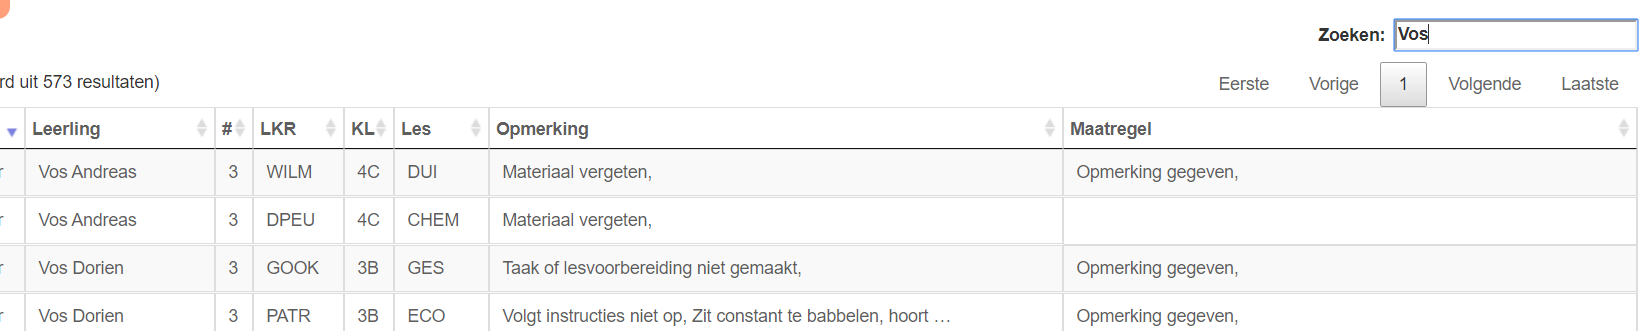 Zoeken: Vos
rd uit 573 resultaten)
Eerste Vorige 1 Volgende Laatste
Leerling # LKR KL Les Opmerking Maatregel
r Vos Andreas 3 WILM 4C DUI Materiaal vergeten, Opmerking gegeven,
r Vos Andreas 3 DPEU 4C CHEM Materiaal vergeten,
r Vos Dorien 3 GOOK 3B GES Taak of lesvoorbereiding niet gemaakt, Opmerking gegeven,
r Vos Dorien 3 PATR 3B ECO Volgt instructies niet op, Zit constant te babbelen, hoort … Opmerking gegeven,